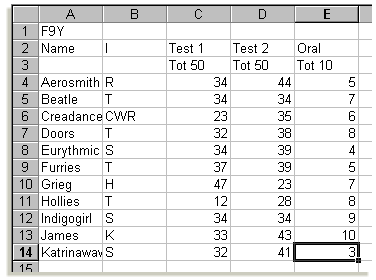 A B C D E
1 F9Y
2 Name I Test 1 Test 2 Oral
3 Tot 50 Tot 50 Tot 10
4 Aerosmith R 34 44 5
5 Beatle T 34 34 7
6 Creadance CWR 23 35 6
7 Doors T 32 38 8
8 Eurythmic S 34 39 4
9 Furries T 37 39 5
10 Grieg H 47 23 7
11 Hollies T 12 28 8
12 Indigogirl S 34 34 9
13 James K 33 43 10
14 Katrinawav S 32 41 3
15